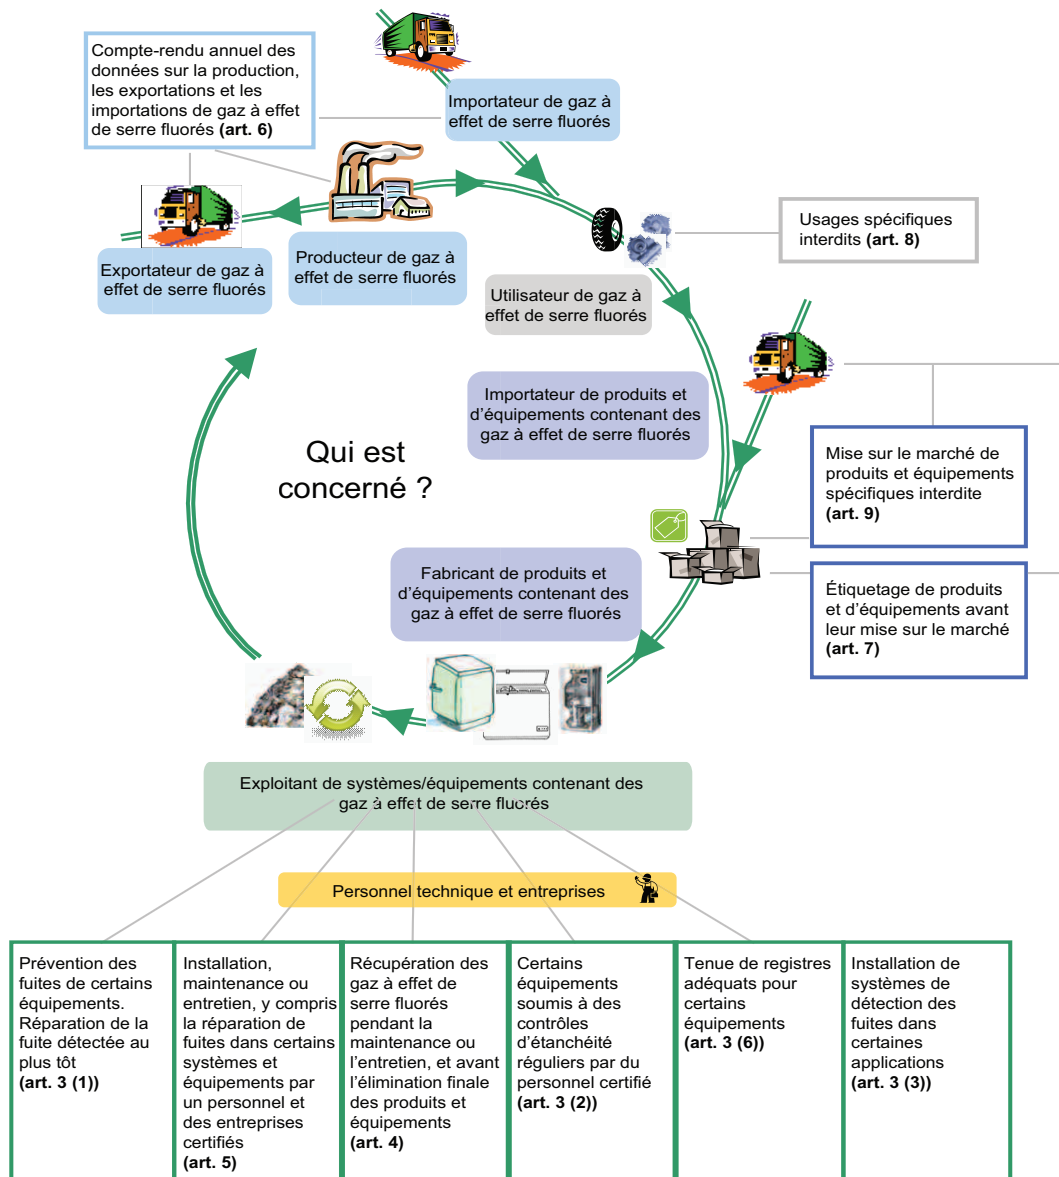 Compte-rendu annuel des
données sur la production,
les exportations et les
importations de gaz à effet
de serre fluorés (art. 6)
Importateur de gaz à
effet de serre fluorés
Exportateur de gaz à
effet de serre fluorés
Producteur de gaz à
effet de serre fluorés
Usages spécifiques
interdits (art. 8)
Utilisateur de gaz à
effet de serre fluorés
Importateur de produits et
d'équipements contenant des
gaz à effet de serre fluorés
Qui est
concerné ?
Mise sur le marché de
produits et équipements
spécifiques interdite
(art. 9)
Fabricant de produits et
d'équipements contenant des
gaz à effet de serre fluorés
Étiquetage de produits
et d'équipements avant
leur mise sur le marché
(art. 7)
Exploitant de systèmes/équipements contenant des
gaz à effet de serre fluorés
Personnel technique et entreprises
Prévention des
fuites de certains
équipements.
Réparation de la
fuite détectée au
plus tôt
(art. 3 (1))
Installation,
maintenance ou
entretien, y compris
la réparation de
fuites dans certains
systèmes et
équipements par
un personnel et
des entreprises
certifiés
(art. 5)
Récupération des
gaz à effet de
serre fluorés
pendant la
maintenance ou
l'entretien, et avant
l'élimination finale
des produits et
équipements
(art. 4)
Certains
équipements
soumis à des
contrôles
d'étanchéité
réguliers par du
personnel certifié
(art. 3 (2))
Tenue de registres
adéquats pour
certains
équipements
(art. 3 (6))
Installation de
systèmes de
détection des
fuites dans
certaines
applications
(art. 3 (3))